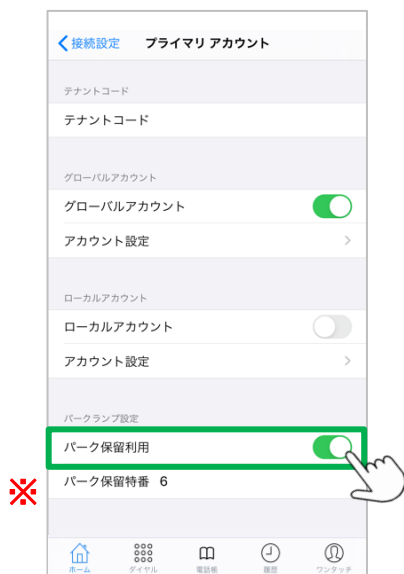 接続設定 プライマリ アカウント
テナントコード
テナントコード
グローバルアカウント
グローバルアカウント
アカウント設定
ローカルアカウント
ローカルアカウント
アカウント設定
パークランプ設定
パーク保留利用
※ パーク保留特番 6
ホーム ダイヤル 電話帳 履歴 ワンタッチ